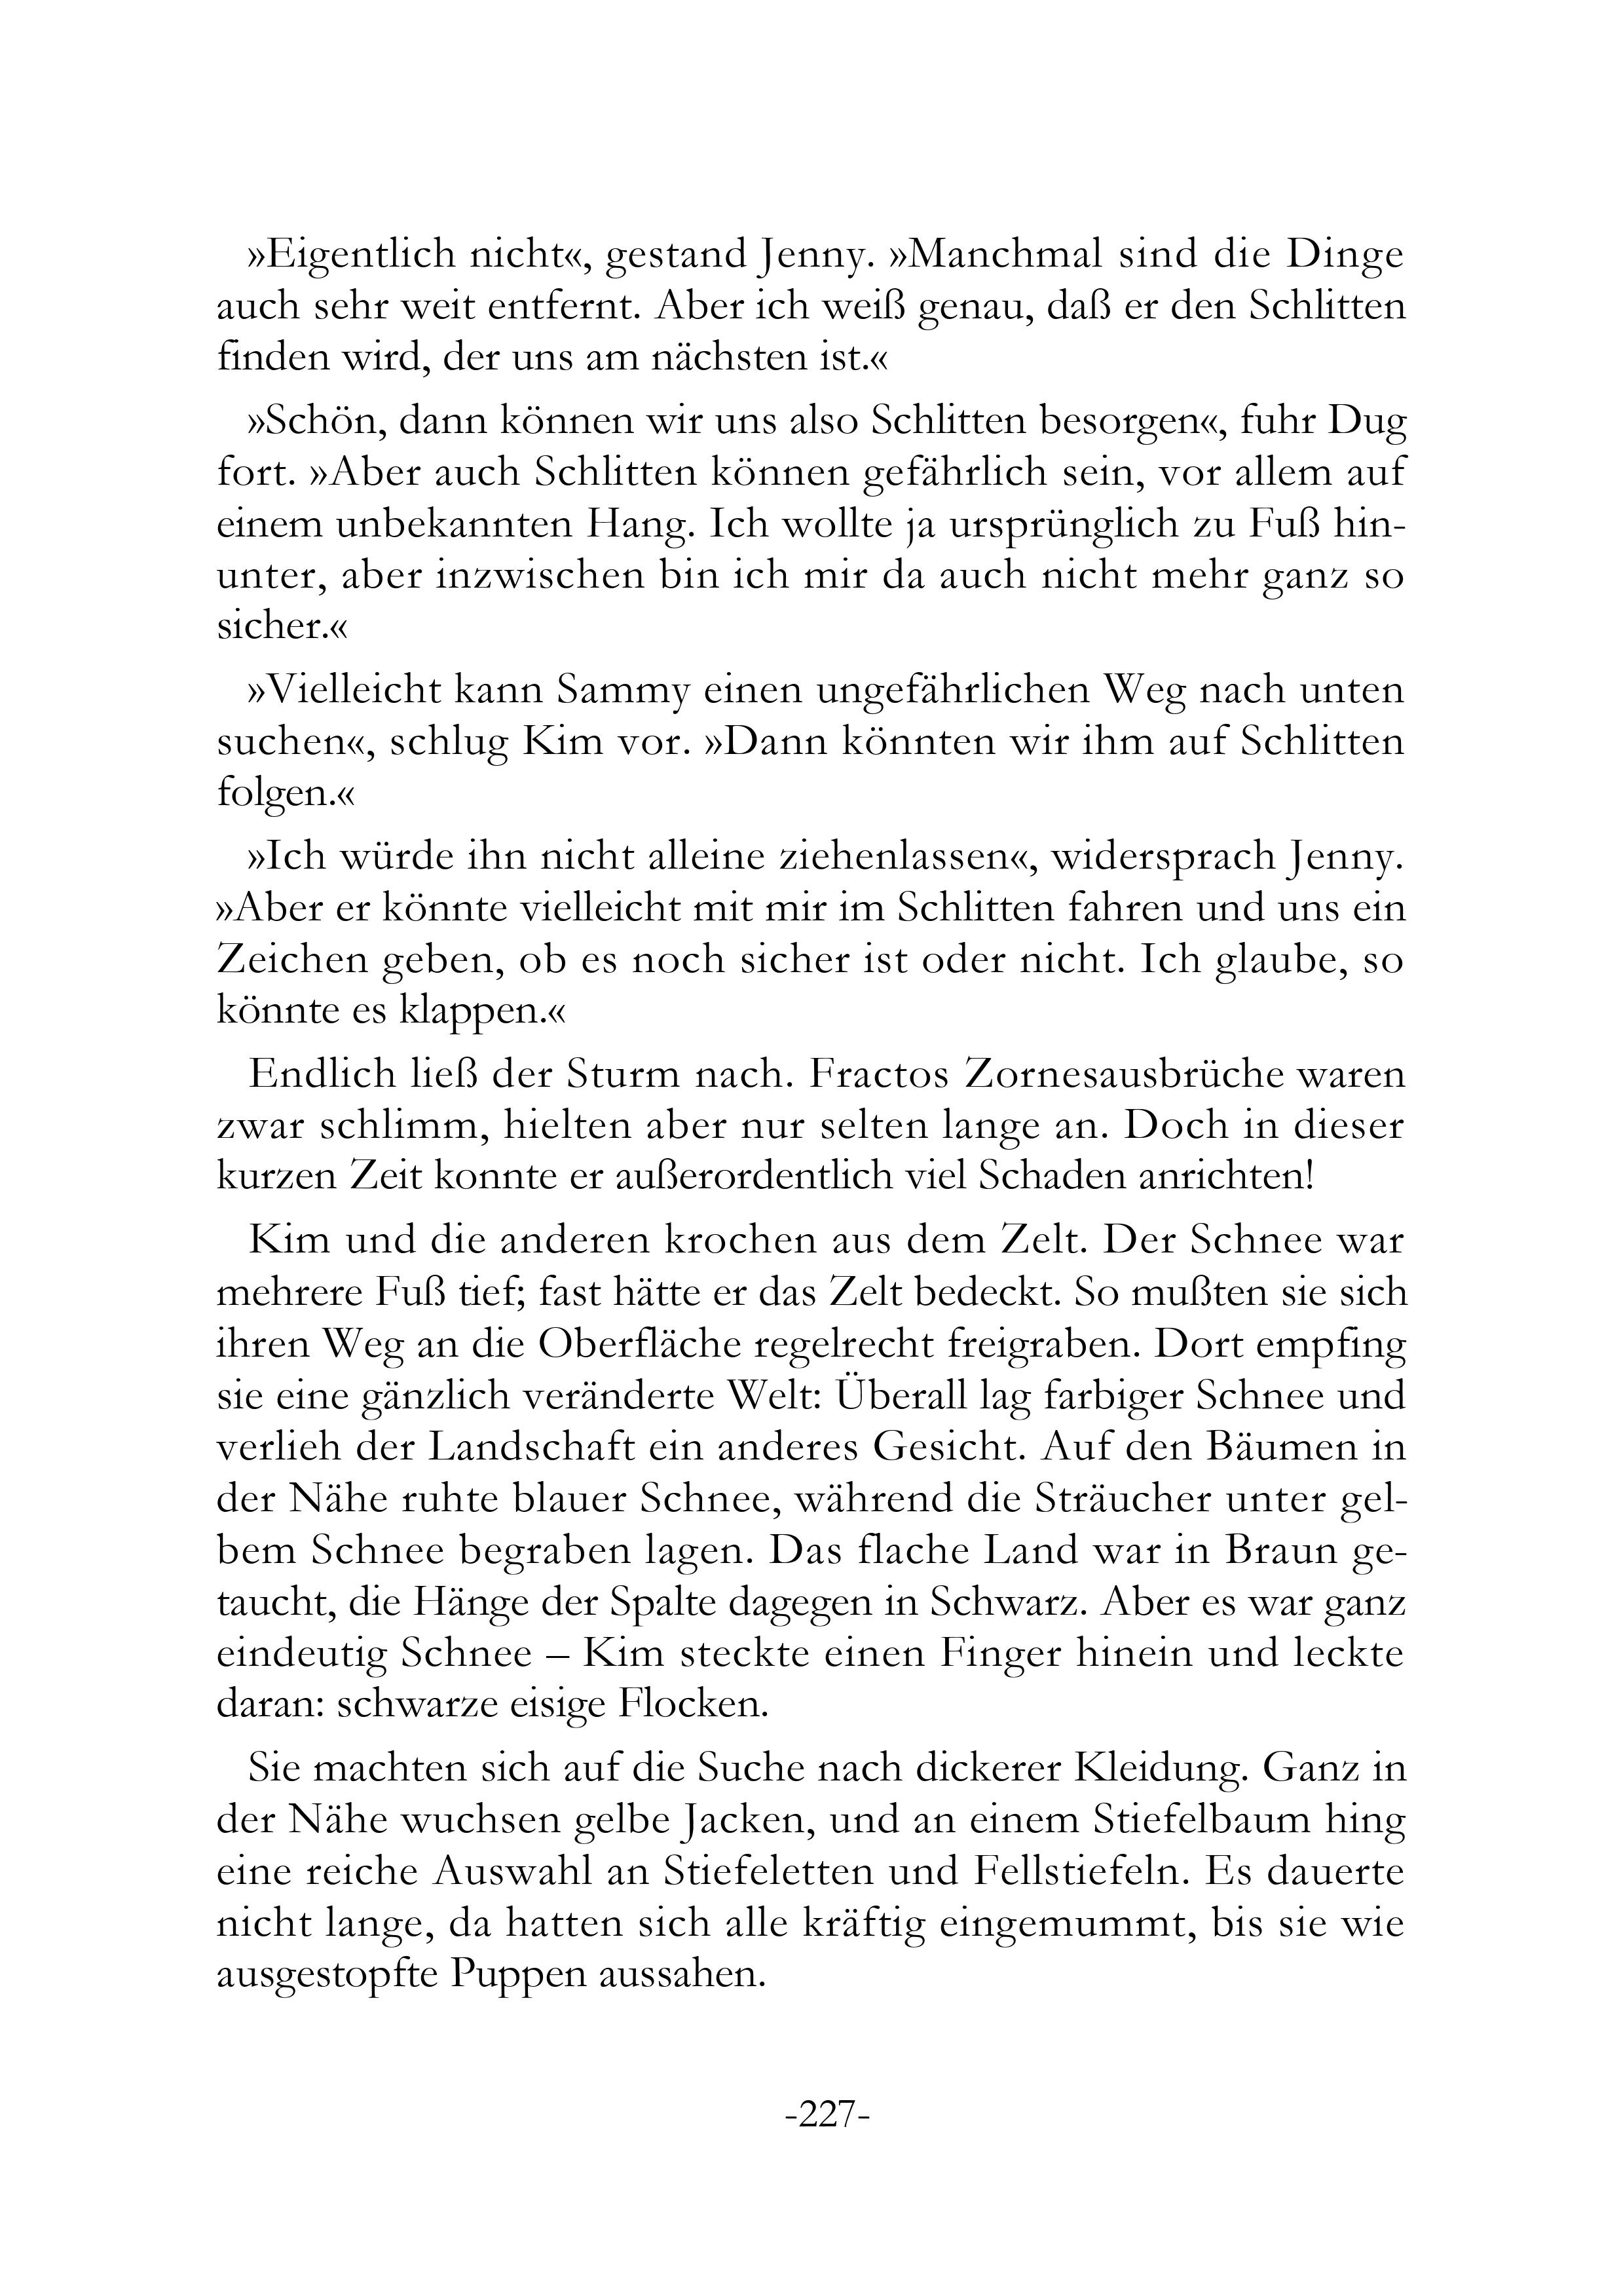 »Eigentlich nicht«, gestand Jenny. »Manchmal sind die Dinge
auch sehr weit entfernt. Aber ich weiß genau, daß er den Schlitten
finden wird, der uns am nächsten ist.«
»Schön, dann können wir uns also Schlitten besorgen«, fuhr Dug
fort. »Aber auch Schlitten können gefährlich sein, vor allem auf
einem unbekannten Hang. Ich wollte ja ursprünglich zu Fuß hin-
unter, aber inzwischen bin ich mir da auch nicht mehr ganz so
sicher.«
»Vielleicht kann Sammy einen ungefährlichen Weg nach unten
suchen«, schlug Kim vor. »Dann könnten wir ihm auf Schlitten
folgen.«
»Ich würde ihn nicht alleine ziehenlassen«, widersprach Jenny.
»Aber er könnte vielleicht mit mir im Schlitten fahren und uns ein
Zeichen geben, ob es noch sicher ist oder nicht. Ich glaube, so
könnte es klappen.«
Endlich ließ der Sturm nach. Fractos Zornesausbrüche waren
zwar schlimm, hielten aber nur selten lange an. Doch in dieser
kurzen Zeit konnte er außerordentlich viel Schaden anrichten!
Kim und die anderen krochen aus dem Zelt. Der Schnee war
mehrere Fuß tief; fast hätte er das Zelt bedeckt. So mußten sie sich
ihren Weg an die Oberfläche regelrecht freigraben. Dort empfing
sie eine gänzlich veränderte Welt: Überall lag farbiger Schnee und
verlieh der Landschaft ein anderes Gesicht. Auf den Bäumen in
der Nähe ruhte blauer Schnee, während die Sträucher unter gel-
bem Schnee begraben lagen. Das flache Land war in Braun ge-
taucht, die Hänge der Spalte dagegen in Schwarz. Aber es war ganz
eindeutig Schnee – Kim steckte einen Finger hinein und leckte
daran: schwarze eisige Flocken.
Sie machten sich auf die Suche nach dickerer Kleidung. Ganz in
der Nähe wuchsen gelbe Jacken, und an einem Stiefelbaum hing
eine reiche Auswahl an Stiefeletten und Fellstiefeln. Es dauerte
nicht lange, da hatten sich alle kräftig eingemummt, bis sie wie
ausgestopfte Puppen aussahen.
-227-